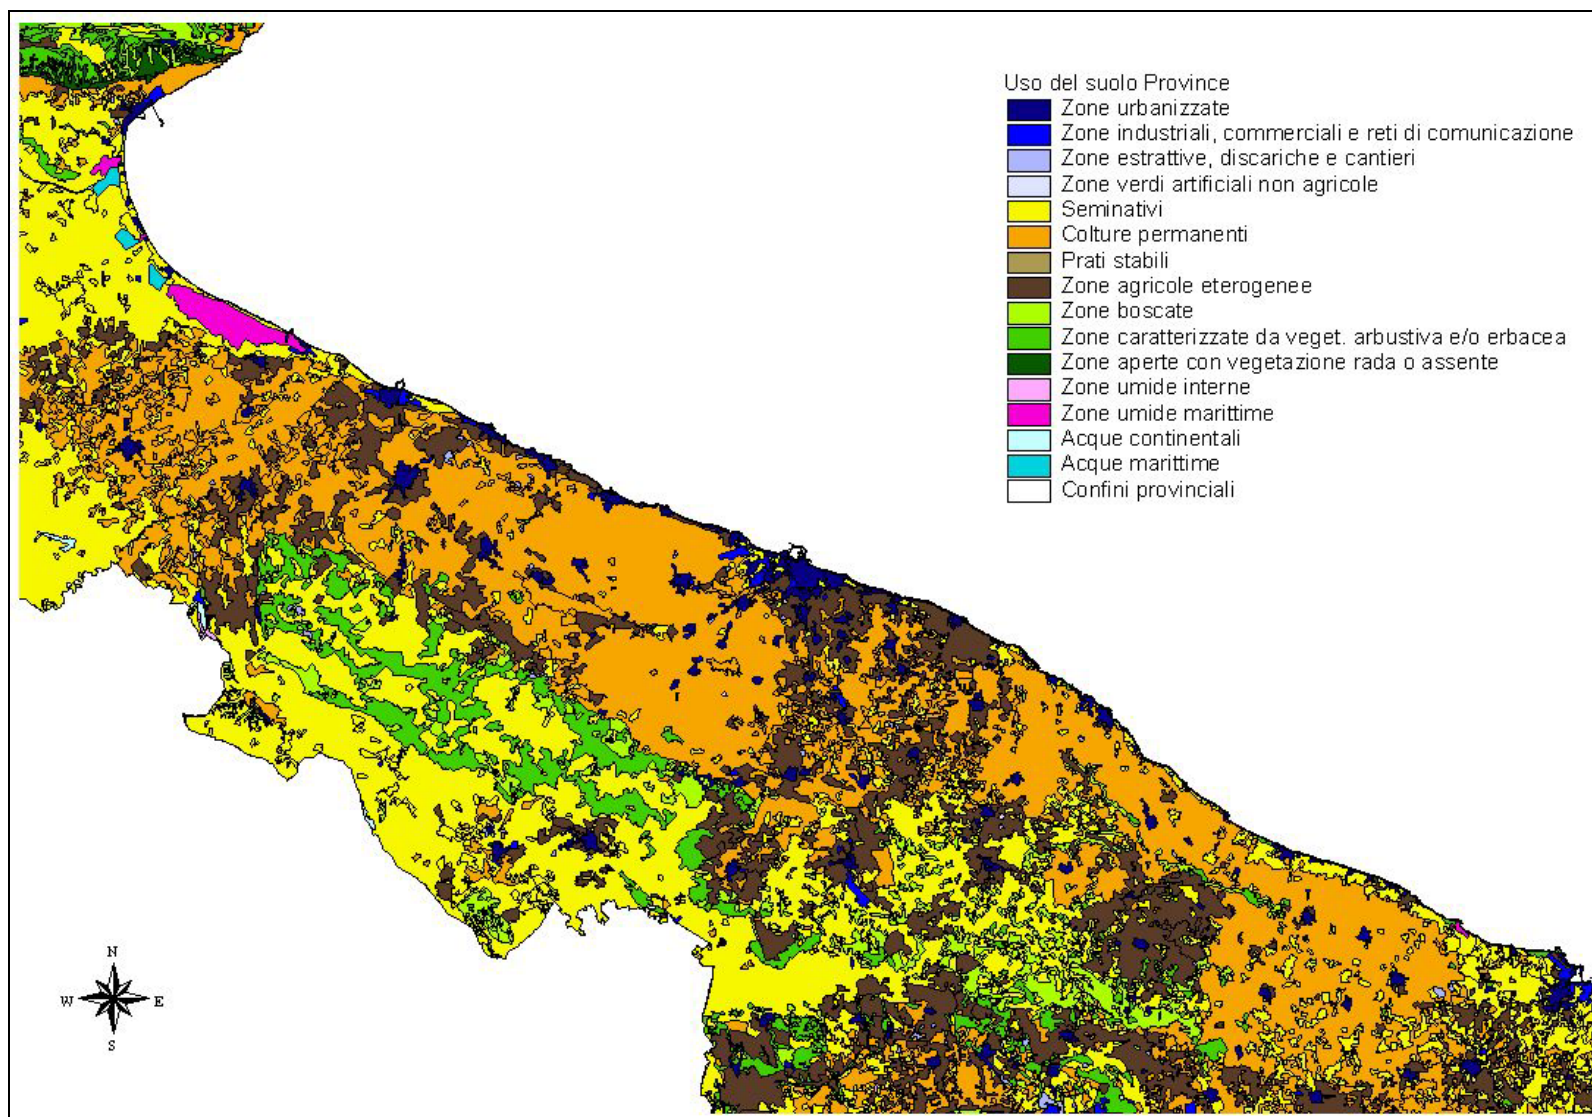 Uso del suolo Province
Zone urbanizzate
Zone industriali, commerciali e reti di comunicazione
Zone estrattive, discariche e cantieri
Zone verdi artificiali non agricole
Seminativi
Colture permanenti
Prati stabili
Zone agricole eterogenee
Zone boscate
Zone caratterizzate da veget. arbustiva e/o erbacea
Zone aperte con vegetazione rada o assente
Zone umide interne
Zone umide marittime
Acque continentali
Acque marittime
Confini provinciali
N
W E
S